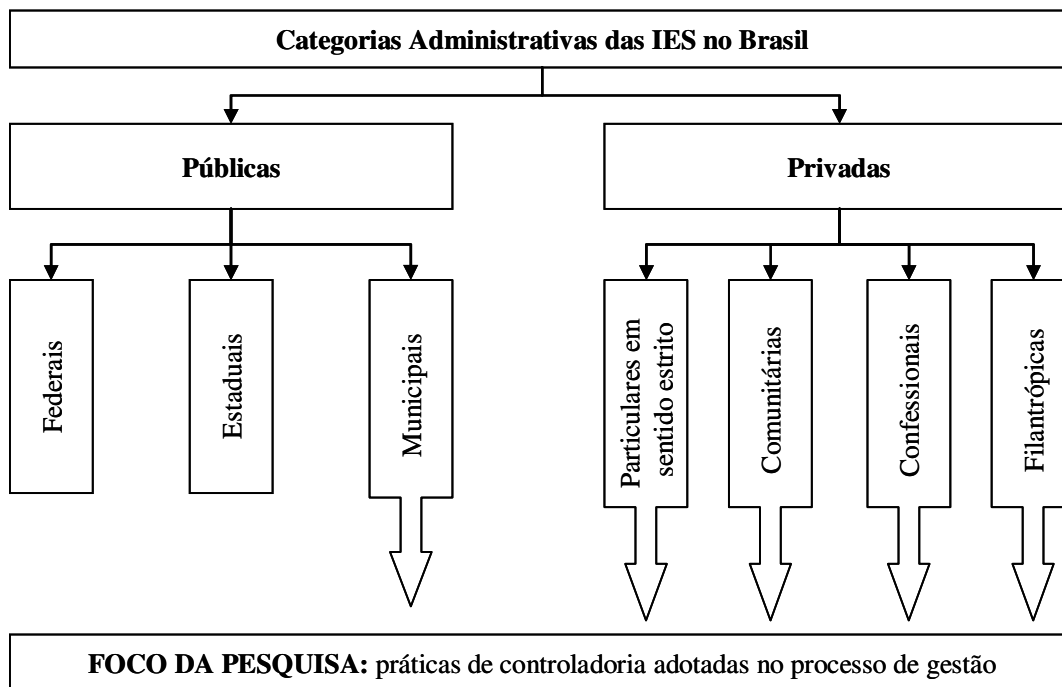 Categorias Administrativas das IES no Brasil
Públicas
Privadas
Federais
Estaduais
Municipais
Particulares em
sentido estrito
Comunitárias
Confessionais
Filantrópicas
FOCO DA PESQUISA: práticas de controladoria adotadas no processo de gestão